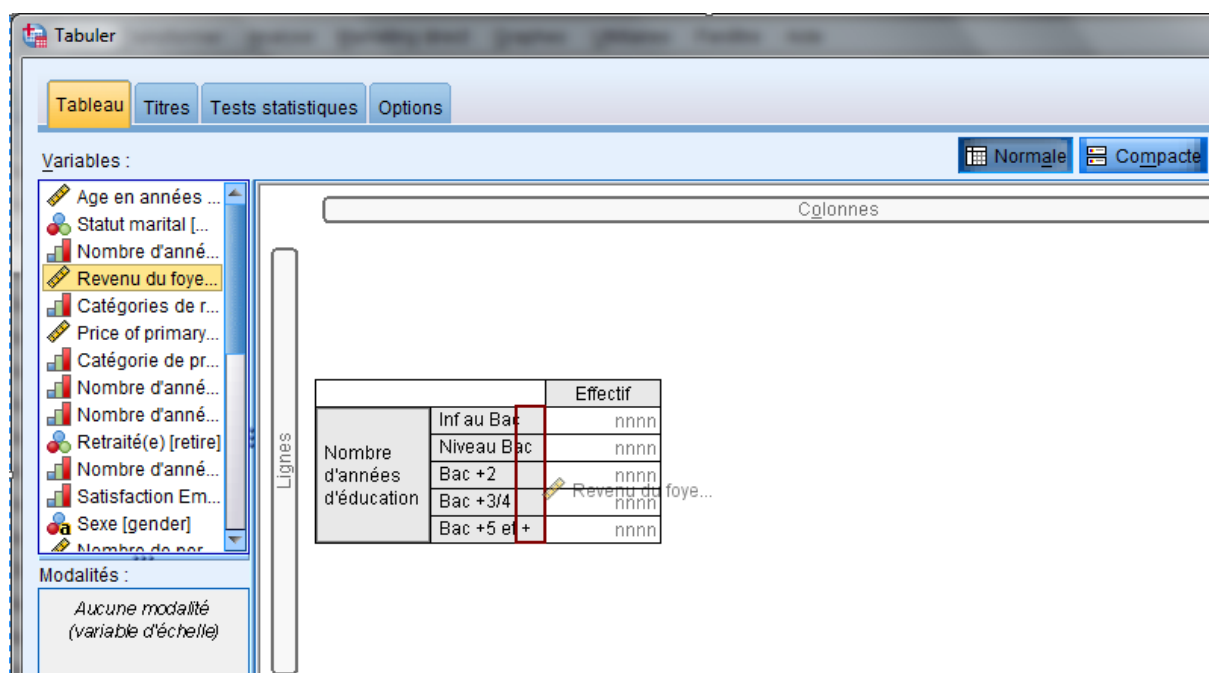 Tabuler
Tableau Titres Tests statistiques Options
Variables :
Normale Compacte
Age en années ...
Statut marital [...
Nombre d'anné...
Revenu du foye...
Catégories de r...
Price of primary...
Catégorie de pr...
Nombre d'anné...
Nombre d'anné...
Retraité(e) [retire]
Nombre d'anné...
Satisfaction Em...
Sexe [gender]
Nombre de per
Modalités :
Aucune modalité
(variable d'échelle)
Colonnes
Lignes
Effectif
Nombre
d'années
d'éducation
Inf au Bac nnnn
Niveau Bac nnnn
Bac +2 nnnn
Bac +3/4 nnnn
Bac +5 et + nnnn
Revenu du foye...